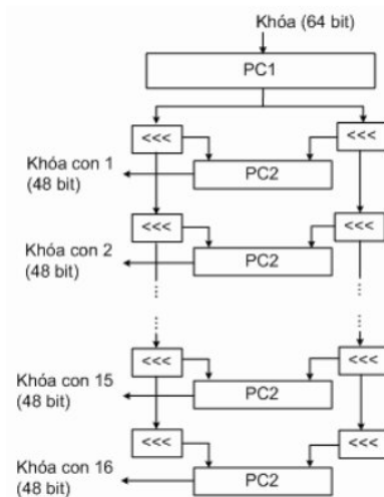 Khóa (64 bit)
PC1
<<< <<<
Khóa con 1
(48 bit)
PC2
<<< <<<
Khóa con 2
(48 bit)
PC2
<<< <<<
Khóa con 15
(48 bit)
PC2
<<< <<<
Khóa con 16
(48 bit)
PC2